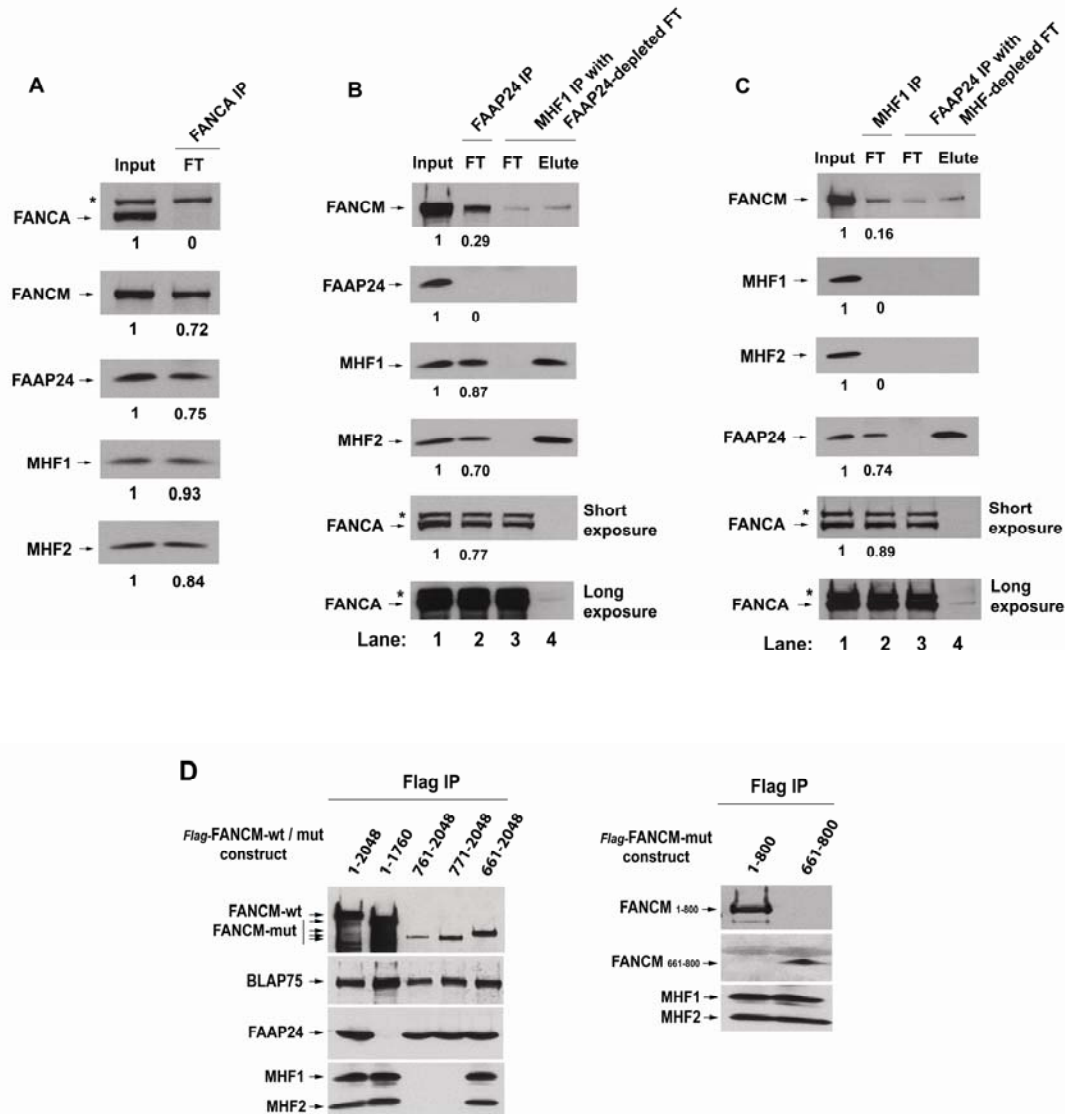 A
FANCA IP
Input FT
*
FANCA
1 0
FANCM
1 0.72
FAAP24
1 0.75
MHF1
1 0.93
MHF2
1 0.84
B
FAAP24 IP
MHF1 IP with
FAAP24-depleted FT
Input FT FT Elute
FANCM
1 0.29
FAAP24
1 0
MHF1
1 0.87
MHF2
1 0.70
*
FANCA
Short
exposure
1 0.77
*
FANCA
Long
exposure
Lane: 1 2 3 4
C
MHF1 IP
FAAP24 IP with
MHF-depleted FT
Input FT FT Elute
FANCM
1 0.16
MHF1
1 0
MHF2
1 0
FAAP24
1 0.74
*
FANCA
Short
exposure
1 0.89
*
FANCA
Long
exposure
Lane: 1 2 3 4
D
Flag IP
Flag-FANCM-wt / mut
construct
1-2048
1-1760
761-2048
771-2048
661-2048
FANCM-wt
FANCM-mut
BLAP75
FAAP24
MHF1
MHF2
Flag IP
Flag-FANCM-mut
construct
1-800
661-800
FANCM 1-800
FANCM 661-800
MHF1
MHF2